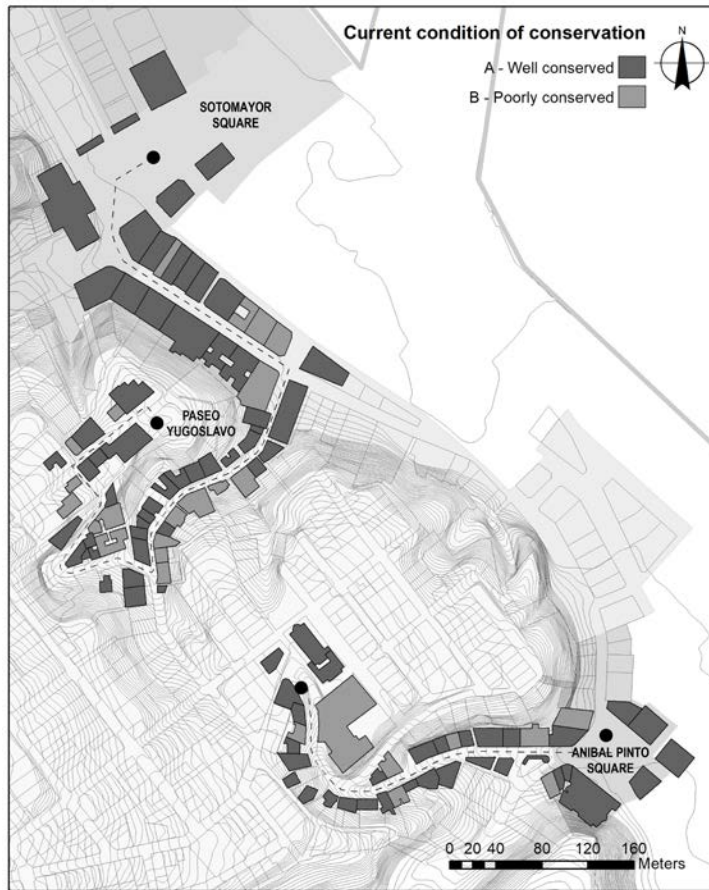 Current condition of conservation
N
A - Well conserved
B - Poorly conserved
SOTOMAYOR
SQUARE
PASEO
YUGOSLAVO
ANIBAL PINTO
SQUARE
0 20 40 80 120 160
Meters